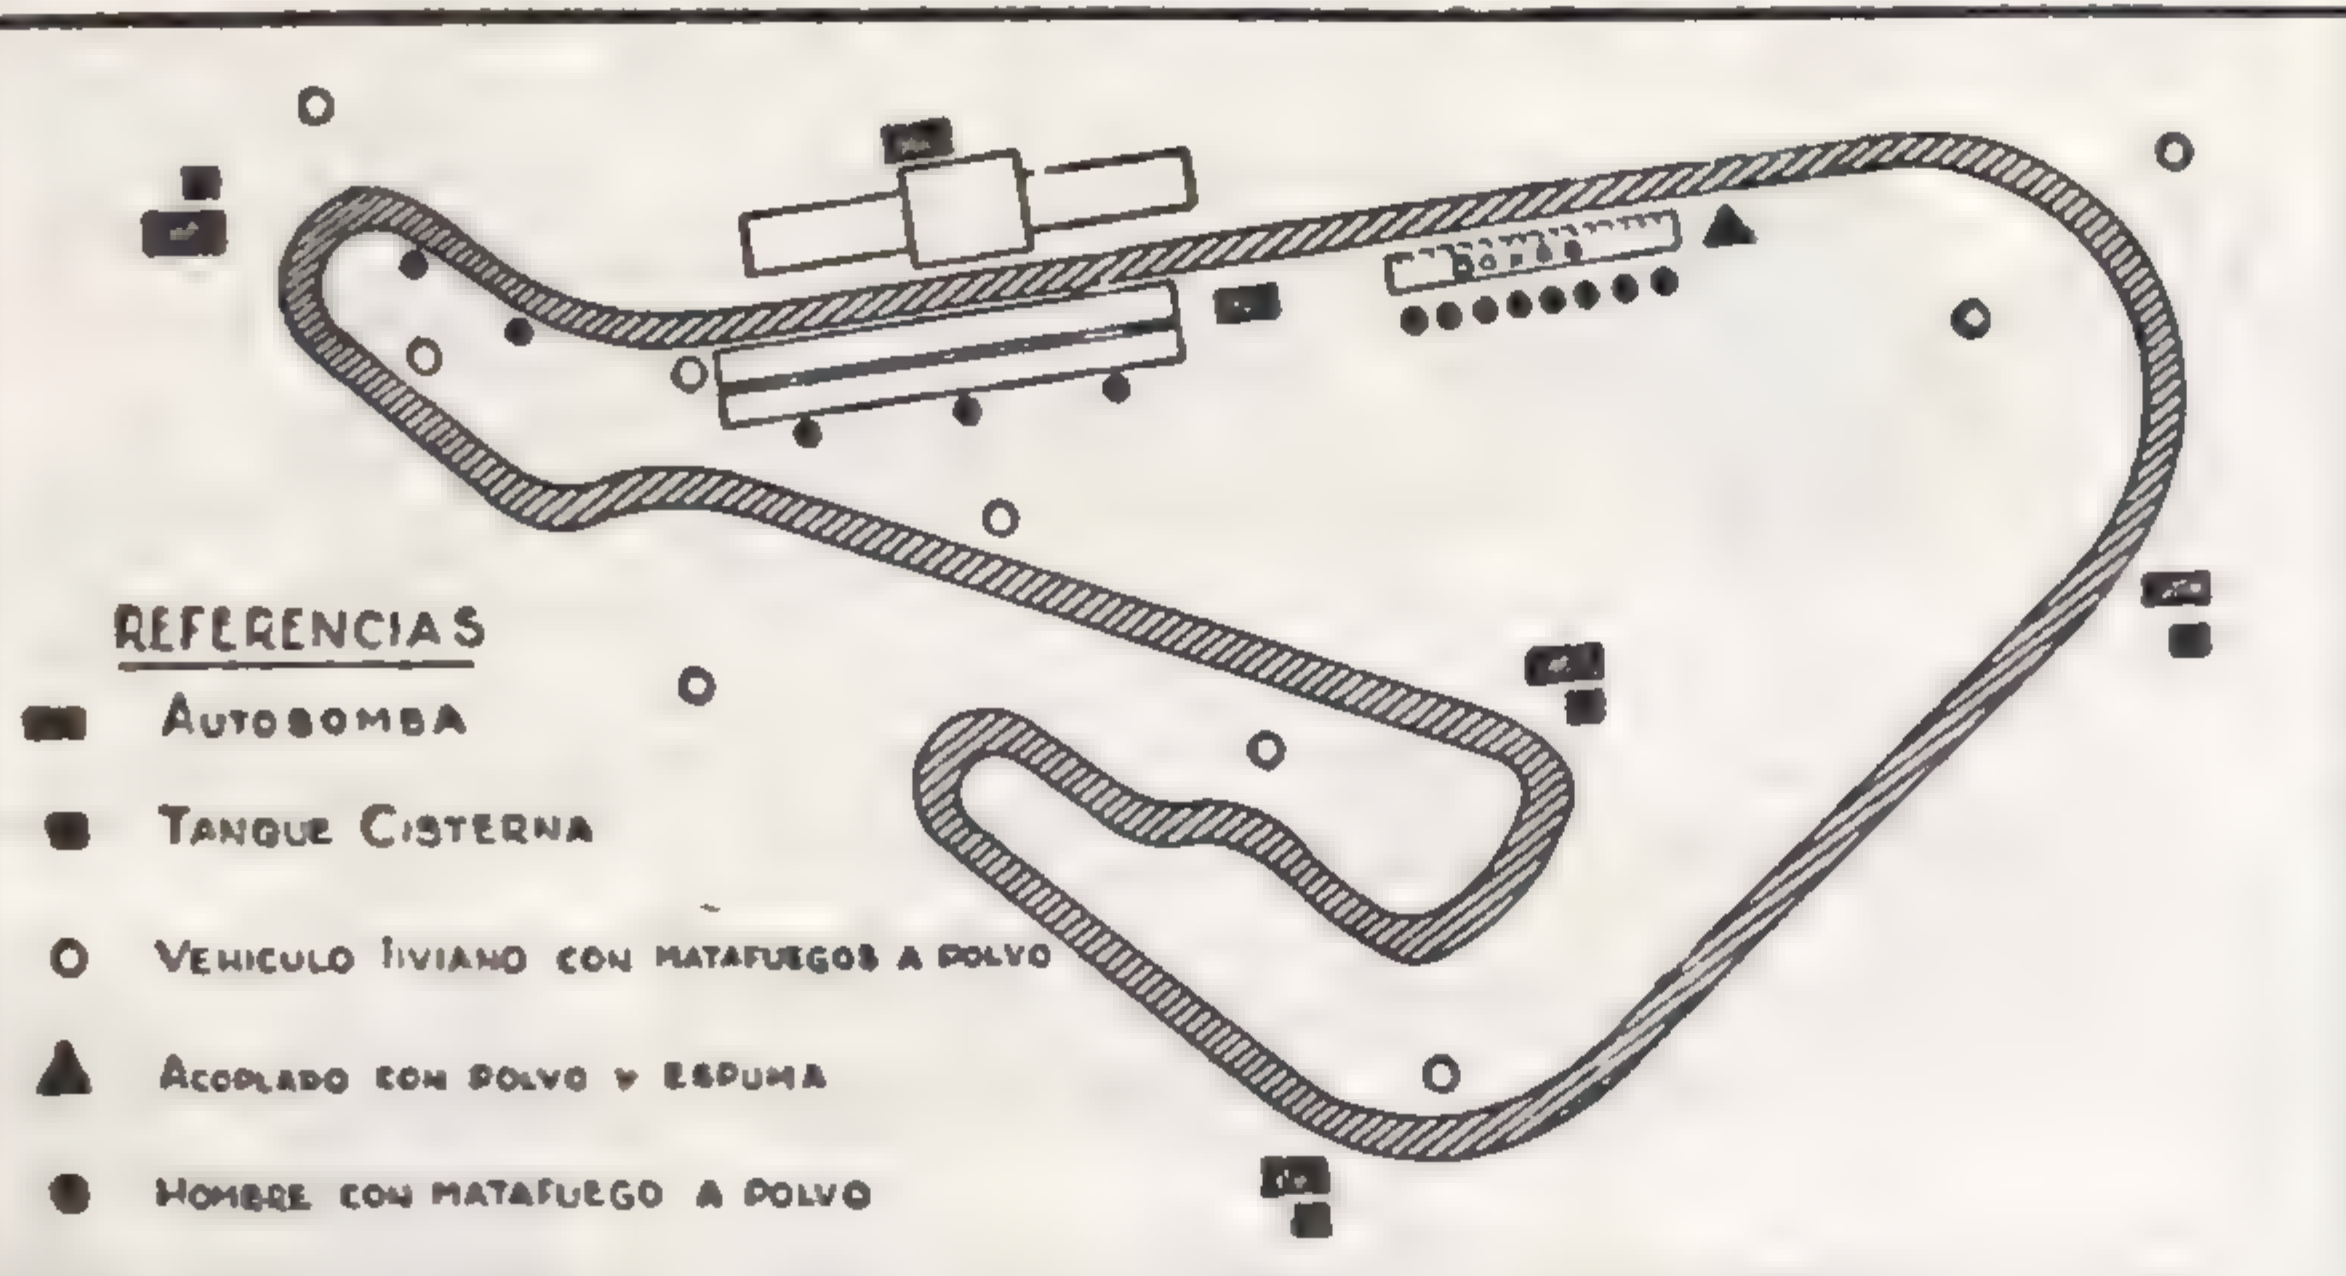 REFERENCIAS
AUTOBOMBA
TANQUE CISTERNA
VEHICULO LIVIANO CON MATAFUEGOS A POLVO
ACOPLADO CON POLVO Y ESPUMA
HOMBRE CON MATAFUEGO A POLVO